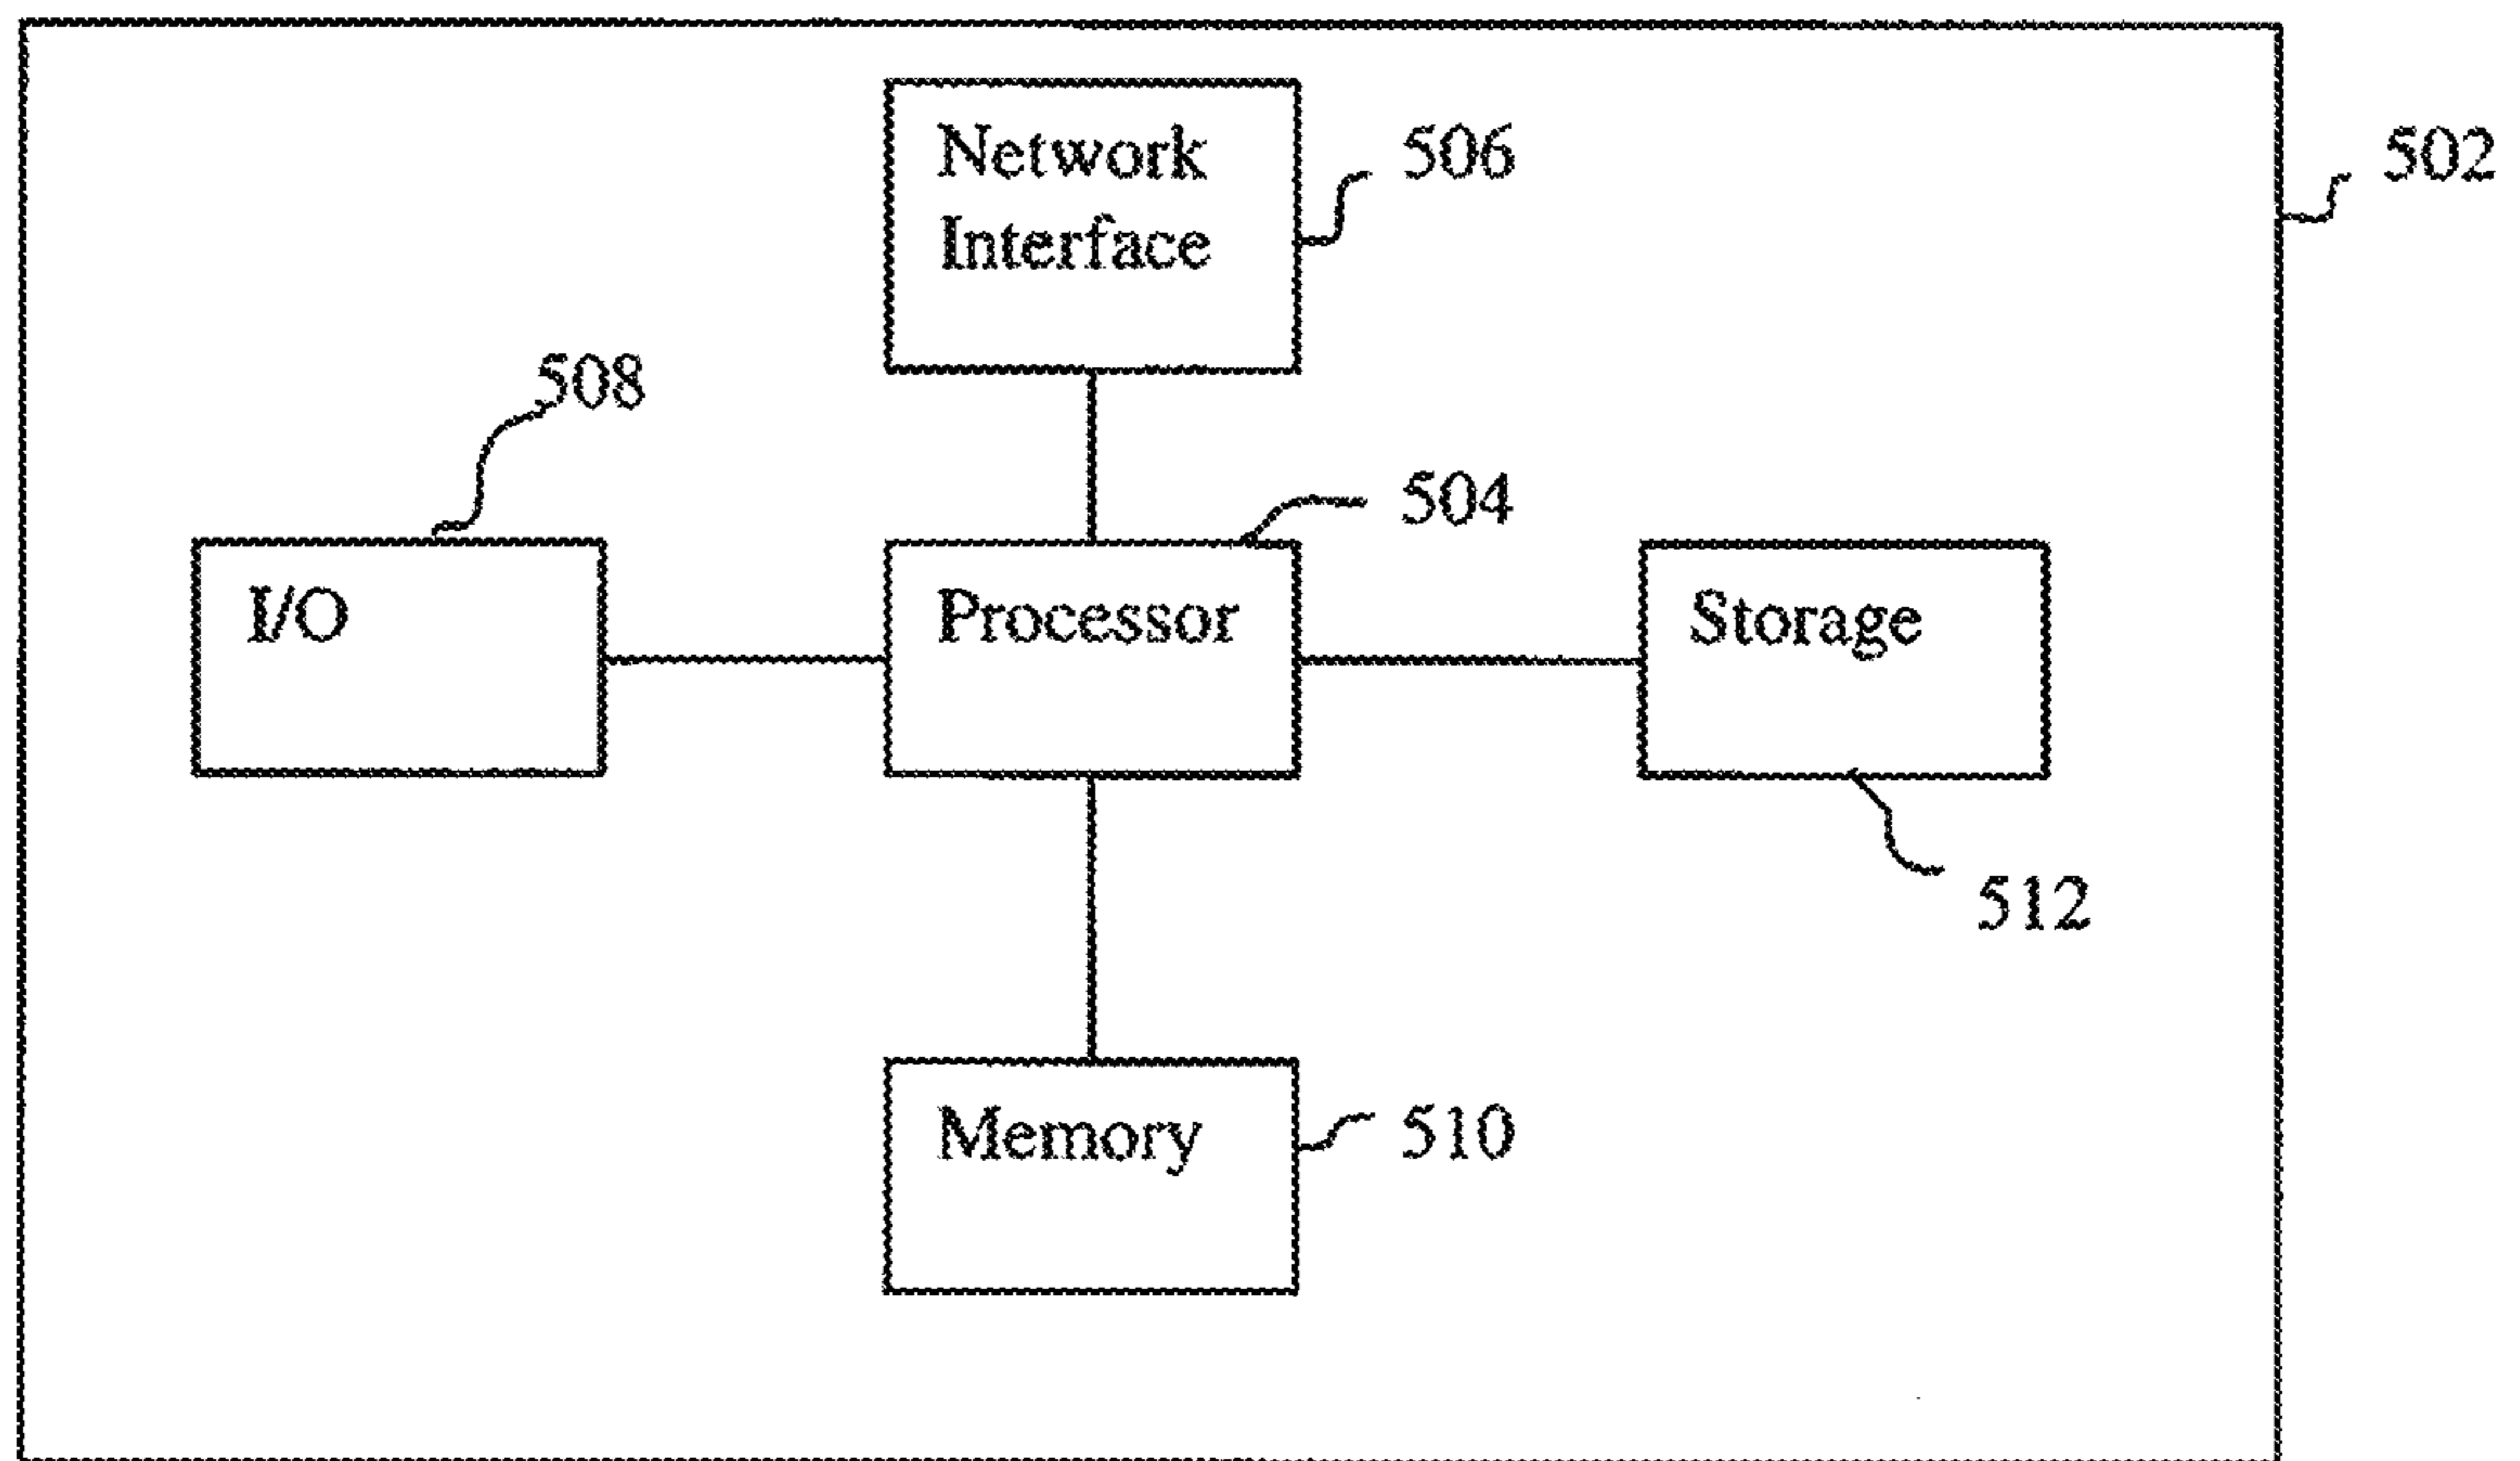 Network
Interface
506
502
508
504
I/O
Processor
Storage
512
Memory
510